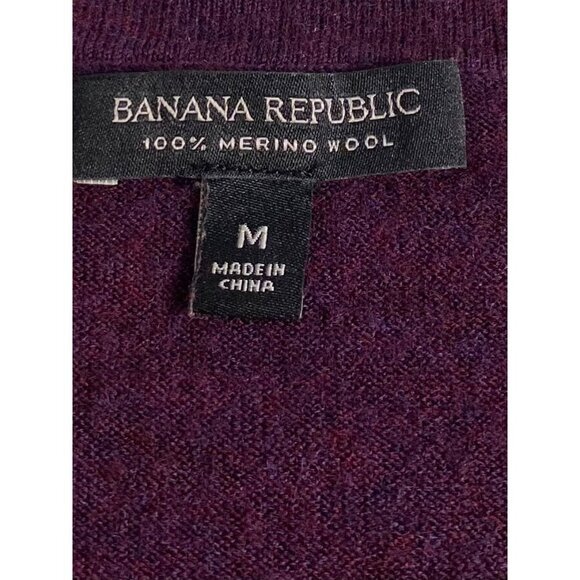 BANANA REPUBLIC
100% MERINO WOOL
M
MADE IN
CHINA